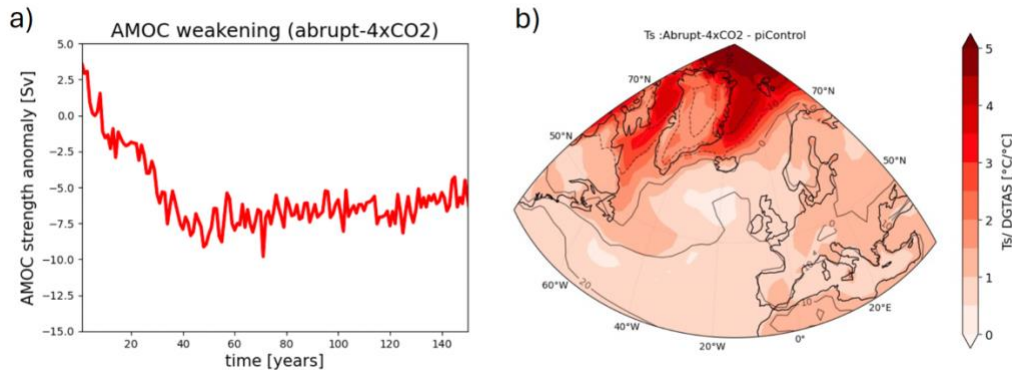 a)
AMOC weakening (abrupt-4xCO2)
AMOC strength anomaly [Sv]
5.0
2.5
0.0
−2.5
−5.0
−7.5
−10.0
−12.5
−15.0
20
40
60
80
100
120
140
time [years]
b)
Ts :Abrupt-4xCO2 - piControl
70°N
70°N
50°N
50°N
60°W
40°W
20°W
0°
20°E
20
10
5
4
3
2
1
0
Ts/ DGTAS [°C/°C]